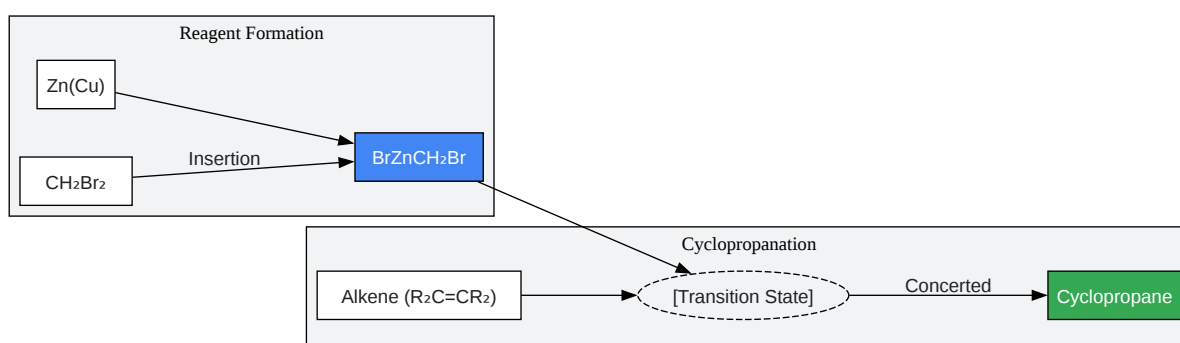 Reagent Formation
Zn(Cu)
Insertion
BrZnCH₂Br
CH₂Br₂
Cyclopropanation
Alkene (R₂C=CR₂)
[Transition State]
Concerted
Cyclopropane